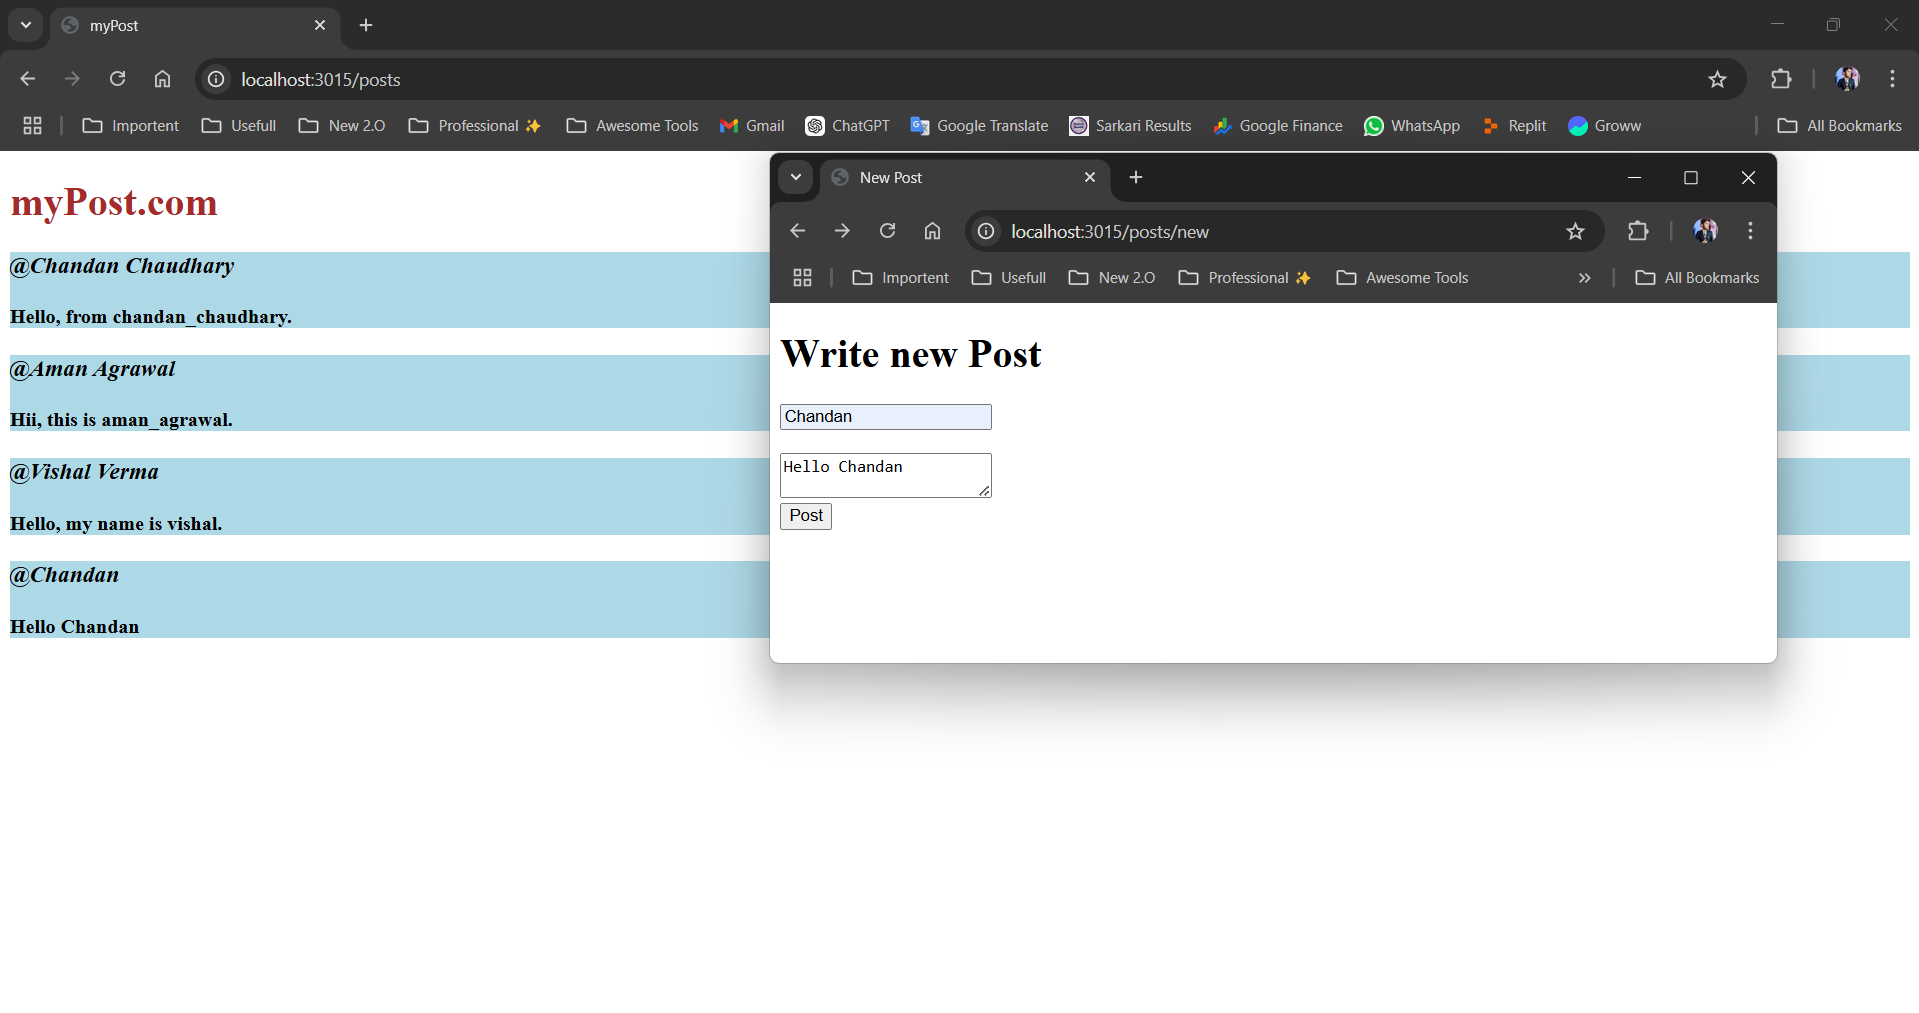 myPost
localhost:3015/posts
Importent Usefull New 2.O Professional ✨ Awesome Tools Gmail ChatGPT Google Translate Sarkari Results Google Finance WhatsApp Replit Groww All Bookmarks
myPost.com
@Chandan Chaudhary
Hello, from chandan_chaudhary.
@Aman Agrawal
Hii, this is aman_agrawal.
@Vishal Verma
Hello, my name is vishal.
@Chandan
Hello Chandan
New Post
localhost:3015/posts/new
Importent Usefull New 2.O Professional ✨ Awesome Tools » All Bookmarks
Write new Post
Chandan
Hello Chandan
Post